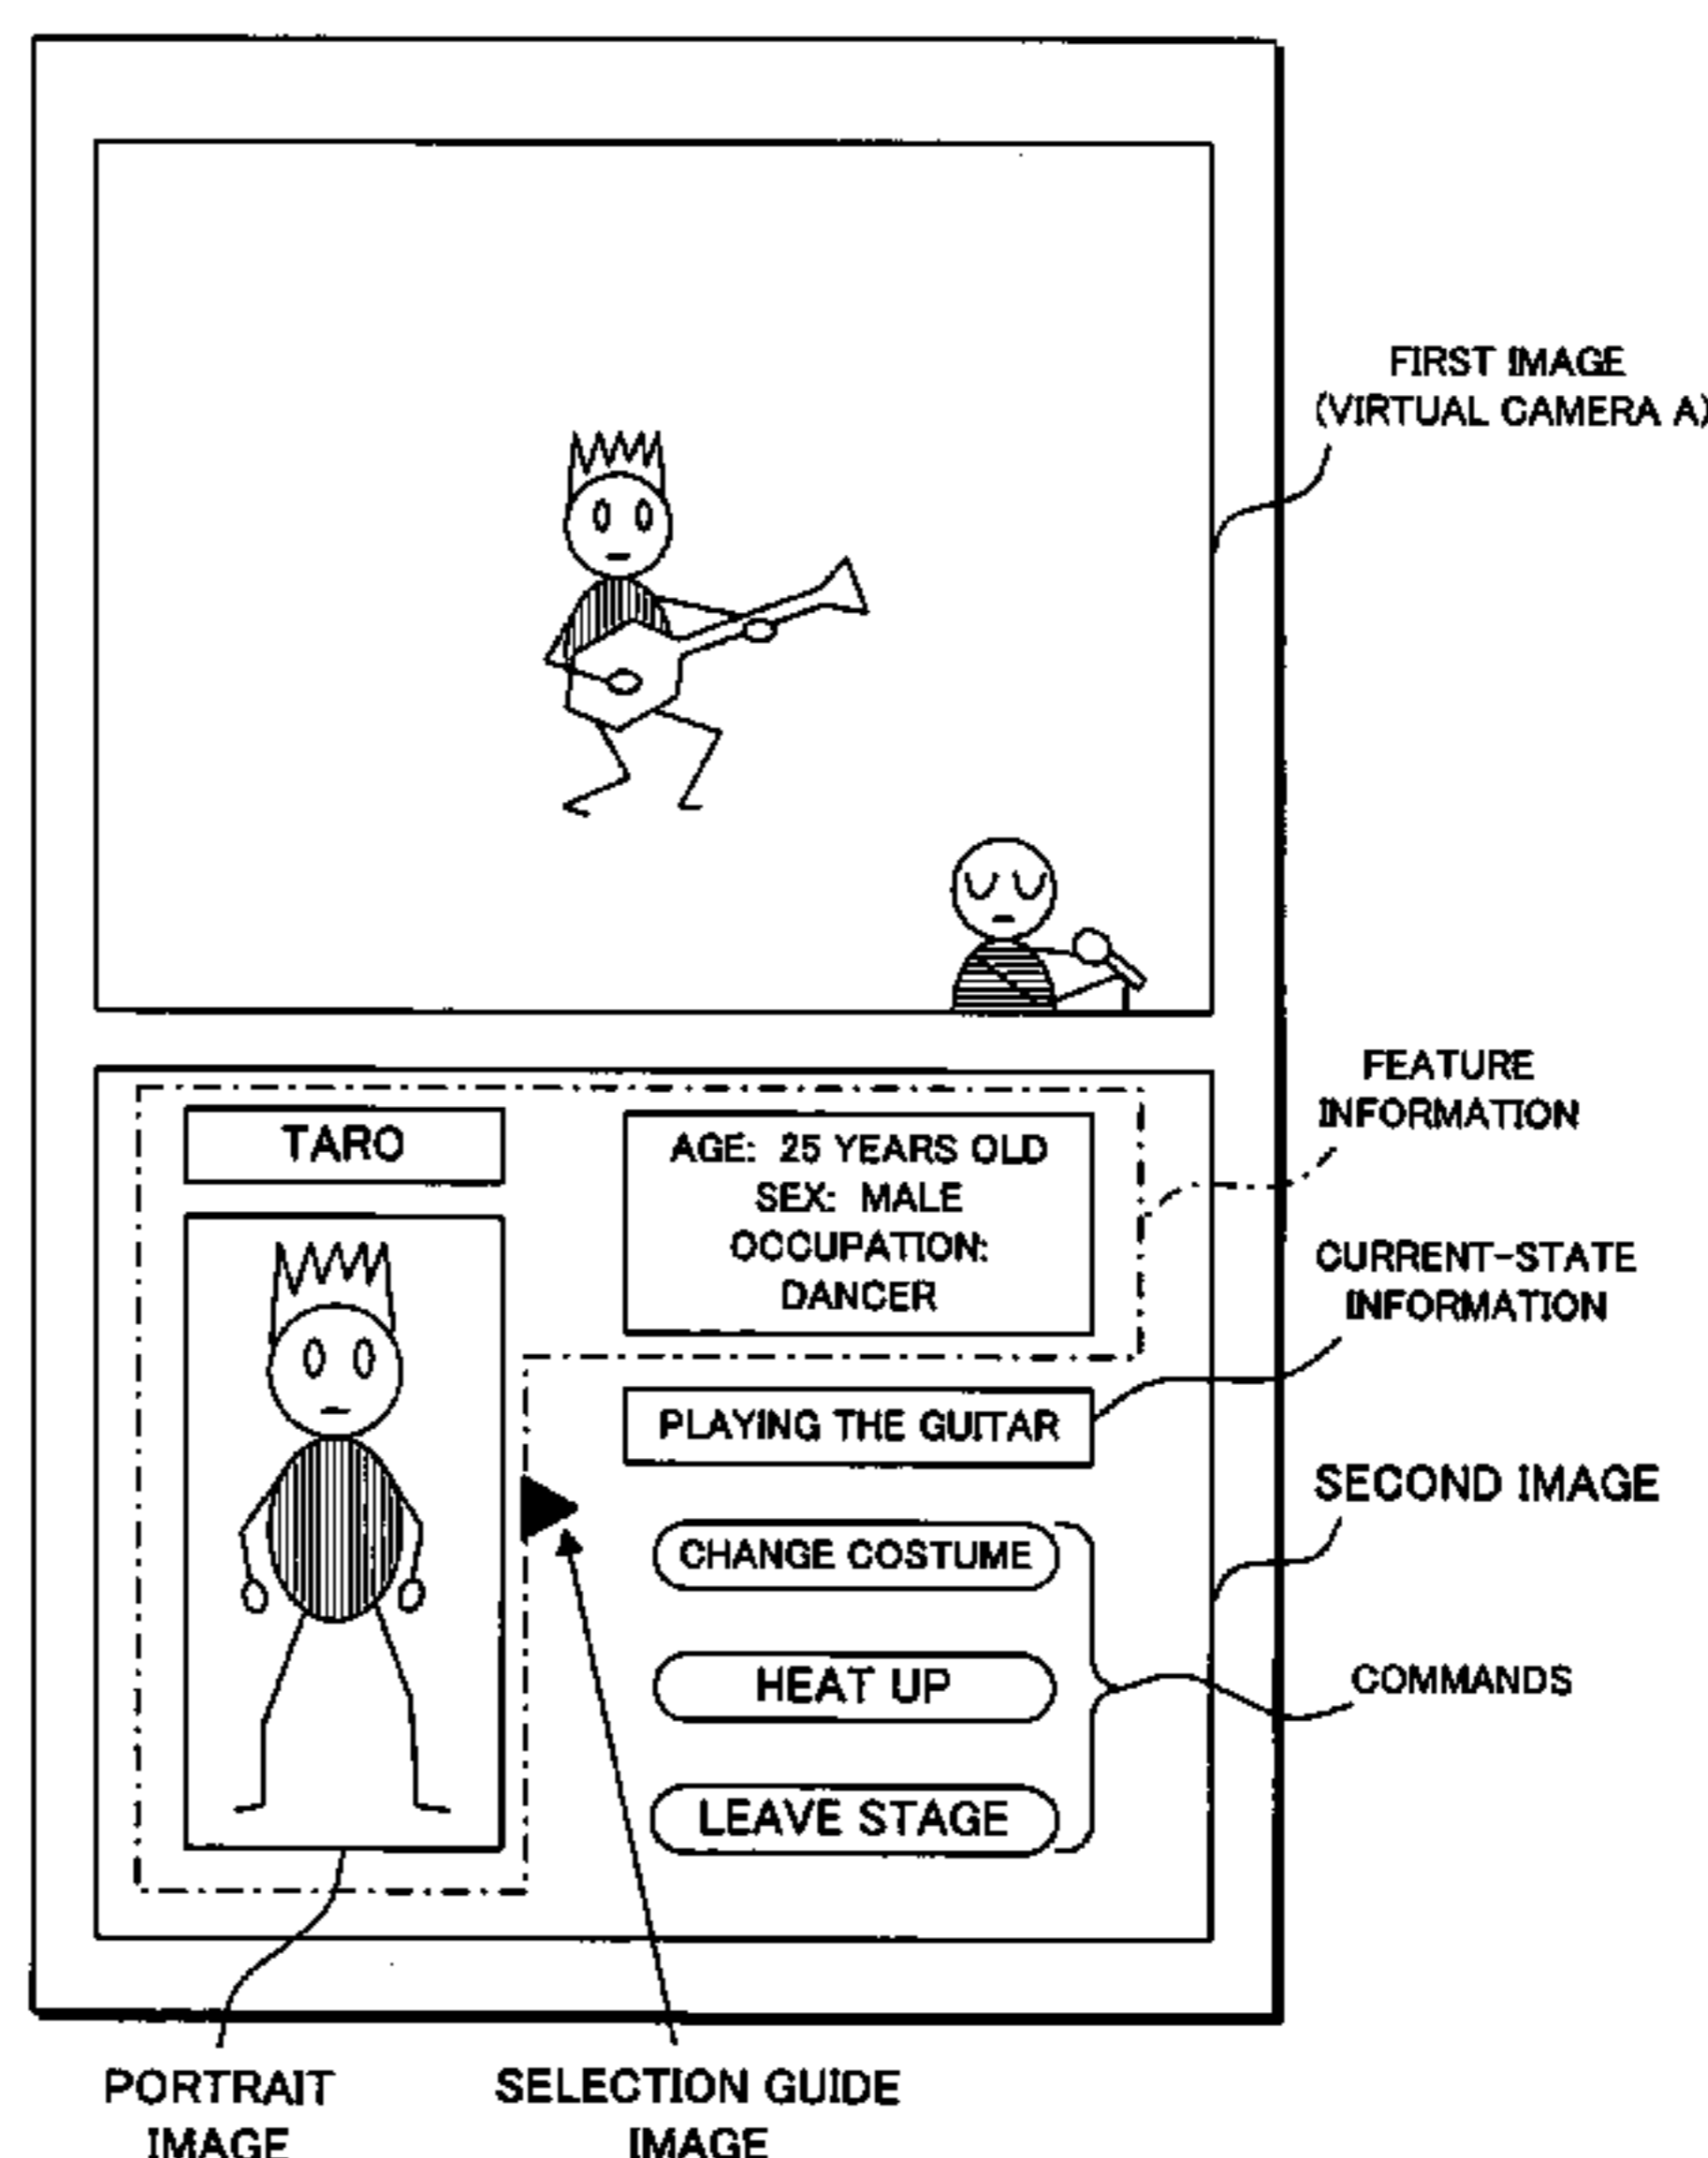 FIRST IMAGE
(VIRTUAL CAMERA A)
FEATURE
INFORMATION
TARO
AGE: 25 YEARS OLD
SEX: MALE
OCCUPATION:
DANCER
CURRENT-STATE
INFORMATION
PLAYING THE GUITAR
SECOND IMAGE
CHANGE COSTUME
HEAT UP
COMMANDS
LEAVE STAGE
PORTRAIT
IMAGE
SELECTION GUIDE
IMAGE